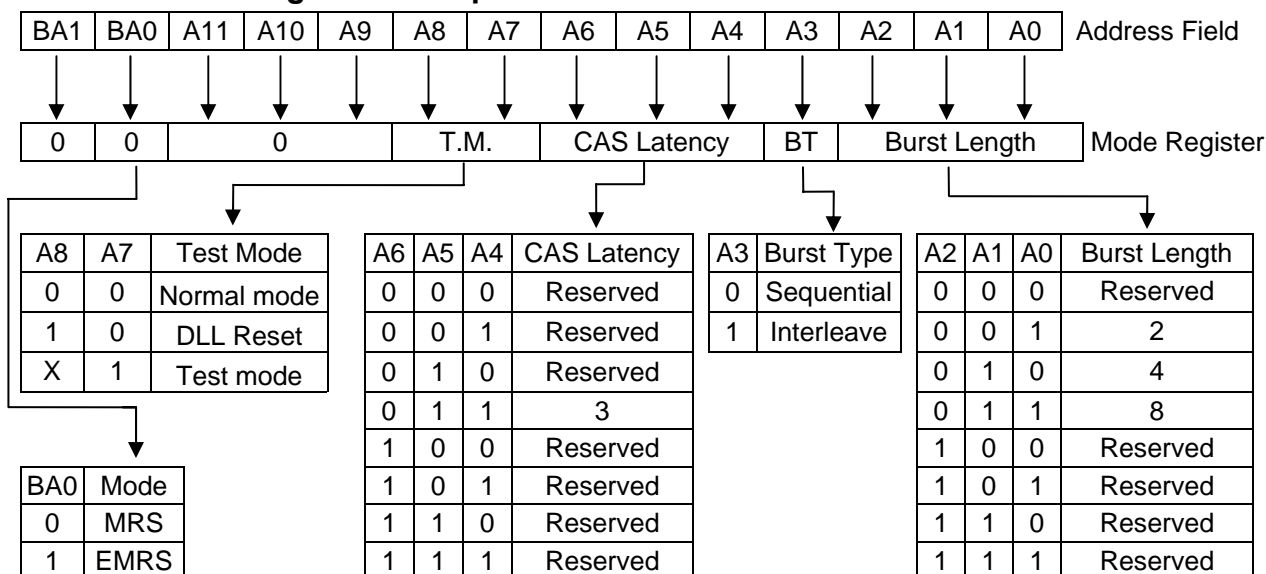 BA1 BA0 A11 A10 A9 A8 A7 A6 A5 A4 A3 A2 A1 A0 Address Field
0 0 0 T.M. CAS Latency BT Burst Length Mode Register
A8 A7 Test Mode
0 0 Normal mode
1 0 DLL Reset
X 1 Test mode
BA0 Mode
0 MRS
1 EMRS
A6 A5 A4 CAS Latency
0 0 0 Reserved
0 0 1 Reserved
0 1 0 Reserved
0 1 1 3
1 0 0 Reserved
1 0 1 Reserved
1 1 0 Reserved
1 1 1 Reserved
A3 Burst Type
0 Sequential
1 Interleave
A2 A1 A0 Burst Length
0 0 0 Reserved
0 0 1 2
0 1 0 4
0 1 1 8
1 0 0 Reserved
1 0 1 Reserved
1 1 0 Reserved
1 1 1 Reserved